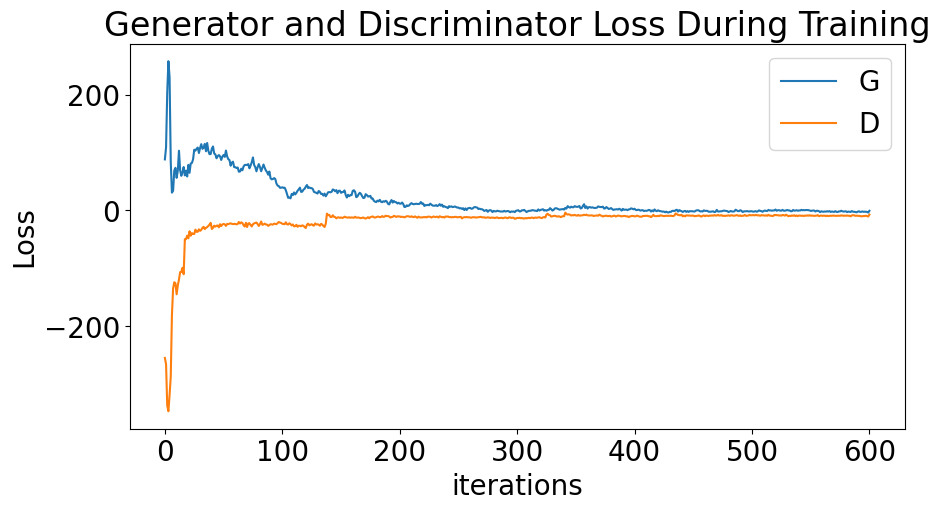 Generator and Discriminator Loss During Training
G
D
200
0
−200
Loss
0 100 200 300 400 500 600
iterations